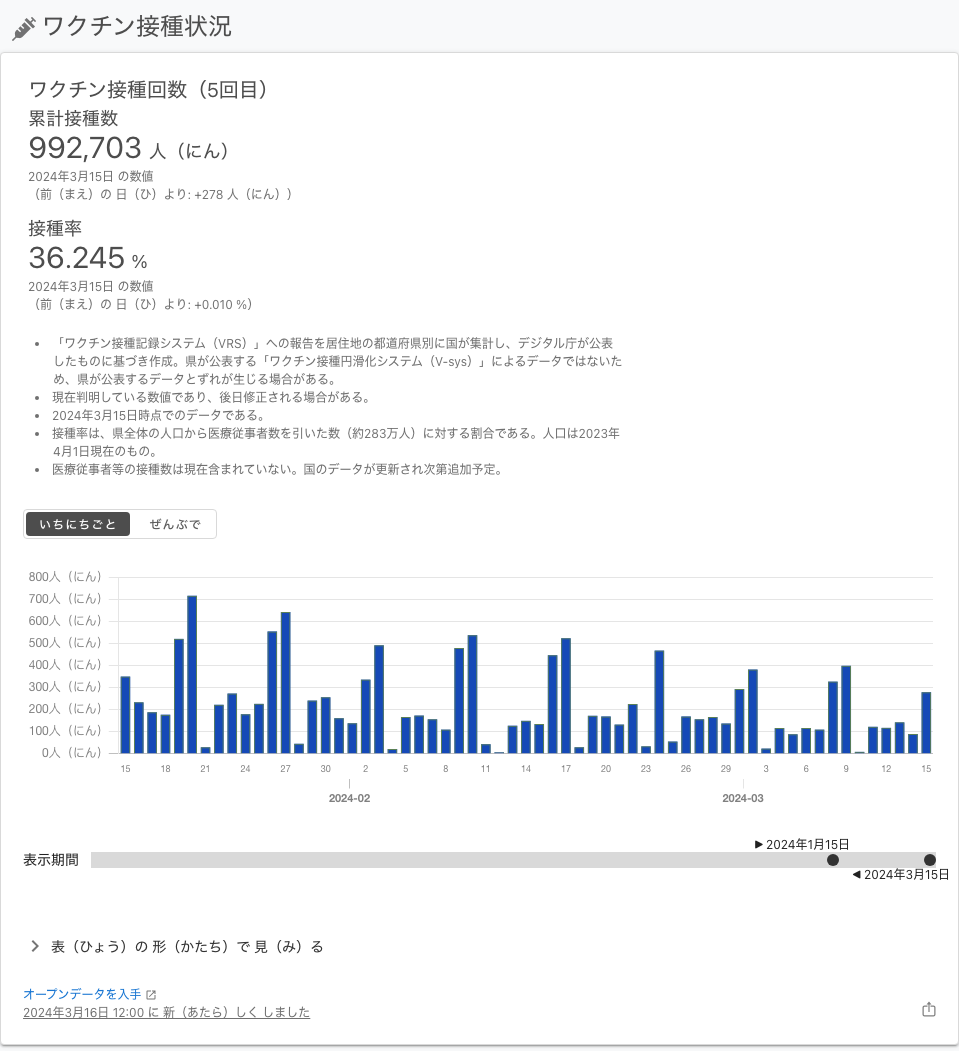 ワクチン接種状況
ワクチン接種回数（5回目）
累計接種数
992,703 人（にん）
2024年3月15日 の数値
（前（まえ）の 日（ひ）より: +278 人（にん））
接種率
36.245 %
2024年3月15日 の数値
（前（まえ）の 日（ひ）より: +0.010 %）
• 「ワクチン接種記録システム（VRS）」への報告を居住地の都道府県別に国が集計し、デジタル庁が公表
したものに基づき作成。県が公表する「ワクチン接種円滑化システム（V-sys）」によるデータではないた
め、県が公表するデータとずれが生じる場合がある。
• 現在判明している数値であり、後日修正される場合がある。
• 2024年3月15日時点でのデータである。
• 接種率は、県全体の人口から医療従事者数を引いた数（約283万人）に対する割合である。人口は2023年
4月1日現在のもの。
• 医療従事者等の接種数は現在含まれていない。国のデータが更新され次第追加予定。
いちにちごと ぜんぶで
800人（にん）
700人（にん）
600人（にん）
500人（にん）
400人（にん）
300人（にん）
200人（にん）
100人（にん）
0人（にん）
15 18 21 24 27 30 2 5 8 11 14 17 20 23 26 29 3 6 9 12 15
2024-02 2024-03
2024年1月15日
表示期間
2024年3月15日
表（ひょう）の 形（かたち）で 見（み）る
オープンデータを入手
2024年3月16日 12:00 に 新（あたら）しく しました